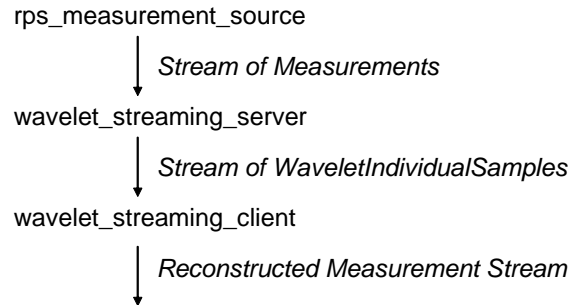 rps_measurement_source
Stream of Measurements
wavelet_streaming_server
Stream of WaveletIndividualSamples
wavelet_streaming_client
Reconstructed Measurement Stream